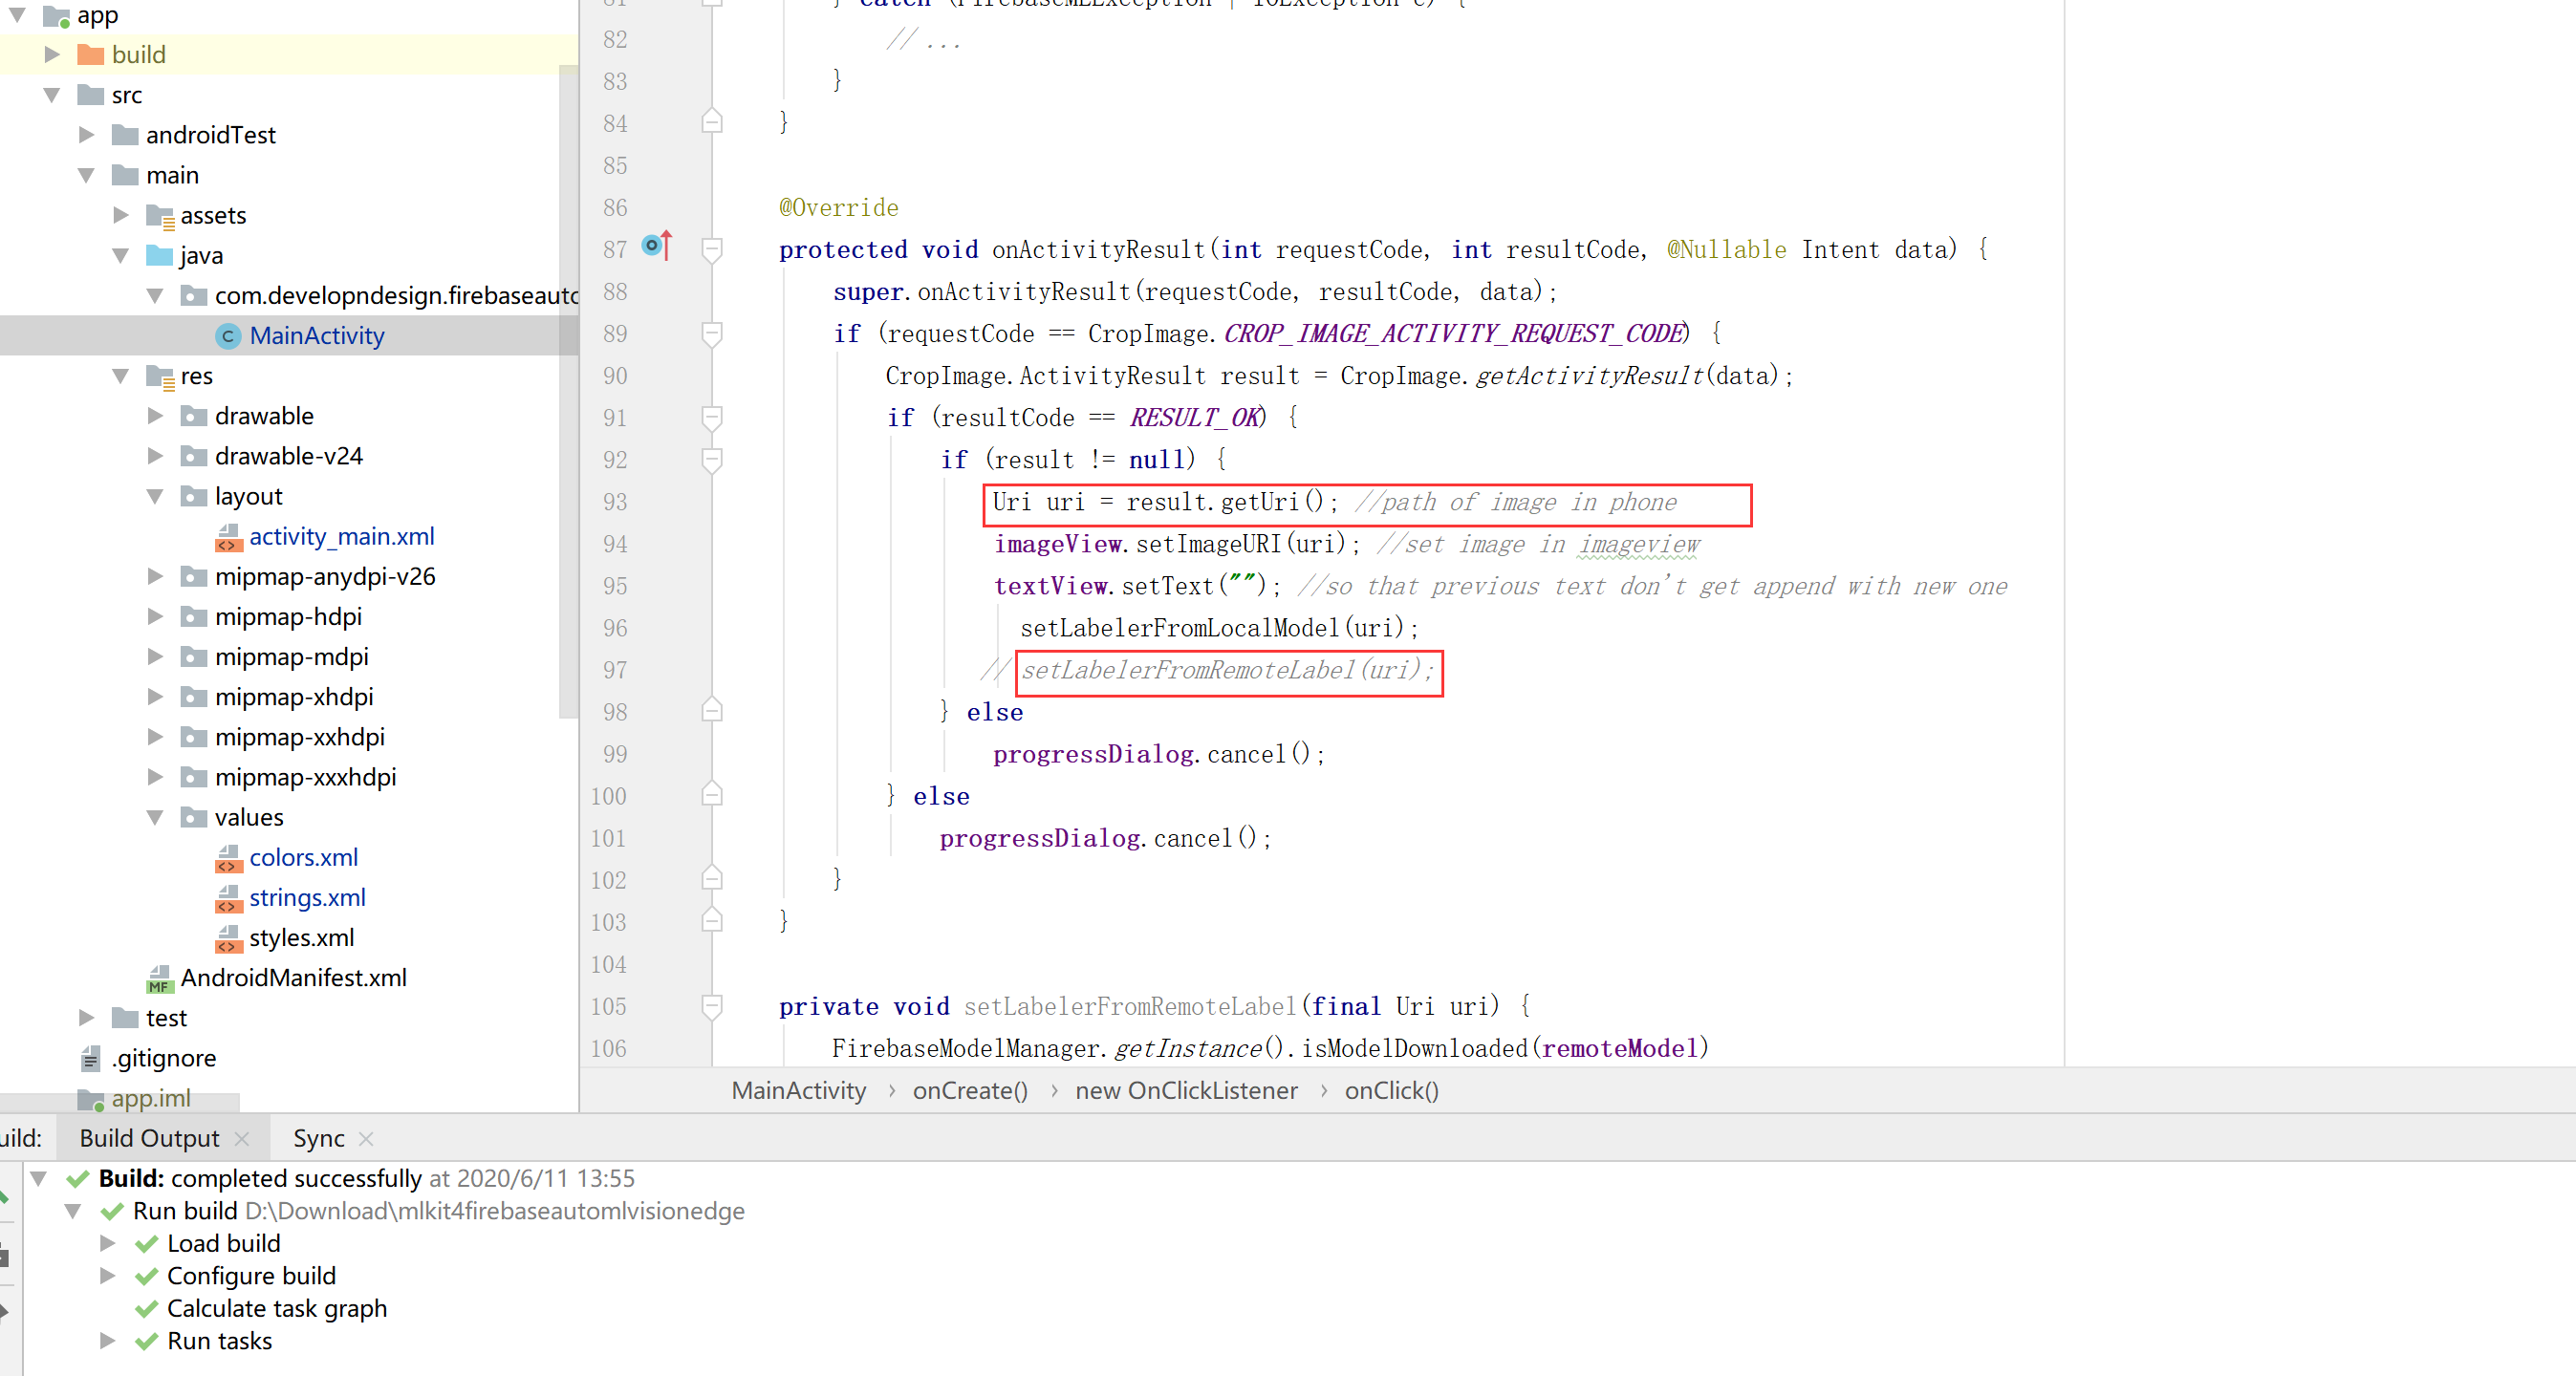 app
build
src
androidTest
main
assets
java
com.developndesign.firebaseauto
MainActivity
res
drawable
drawable-v24
layout
activity_main.xml
mipmap-anydpi-v26
mipmap-hdpi
mipmap-mdpi
mipmap-xhdpi
mipmap-xxhdpi
mipmap-xxxhdpi
values
colors.xml
strings.xml
styles.xml
AndroidManifest.xml
test
.gitignore
app.iml
82 // ...
83 }
84 }
85
86 @Override
87 protected void onActivityResult(int requestCode, int resultCode, @Nullable Intent data) {
88 super.onActivityResult(requestCode, resultCode, data);
89 if (requestCode == CropImage.CROP_IMAGE_ACTIVITY_REQUEST_CODE) {
90 CropImage.ActivityResult result = CropImage.getActivityResult(data);
91 if (resultCode == RESULT_OK) {
92 if (result != null) {
93 Uri uri = result.getUri(); //path of image in phone
94 imageView.setImageURI(uri); //set image in imageview
95 textView.setText(""); //so that previous text don't get append with new one
96 setLabelerFromLocalModel(uri);
97 // setLabelerFromRemoteLabel(uri);
98 } else
99 progressDialog.cancel();
100 } else
101 progressDialog.cancel();
102 }
103 }
104
105 private void setLabelerFromRemoteLabel(final Uri uri) {
106 FirebaseModelManager.getInstance().isModelDownloaded(remoteModel)
MainActivity › onCreate() › new OnClickListener › onClick()
uild: Build Output × Sync ×
Build: completed successfully at 2020/6/11 13:55
Run build D:\Download\mlkit4firebaseautomlvisionedge
Load build
Configure build
Calculate task graph
Run tasks